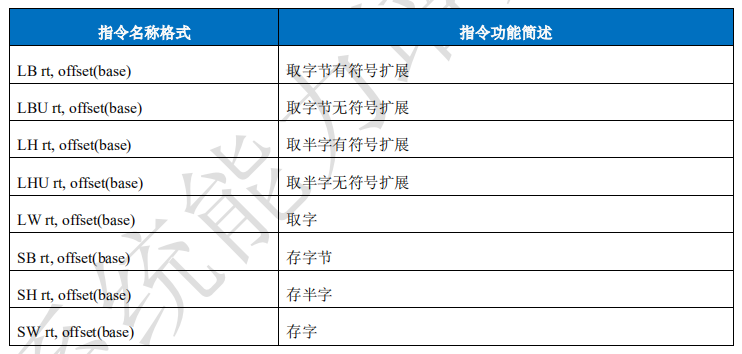 指令名称格式 指令功能简述
LB rt, offset(base) 取字节有符号扩展
LBU rt, offset(base) 取字节无符号扩展
LH rt, offset(base) 取半字有符号扩展
LHU rt, offset(base) 取半字无符号扩展
LW rt, offset(base) 取字
SB rt, offset(base) 存字节
SH rt, offset(base) 存半字
SW rt, offset(base) 存字
系统能力